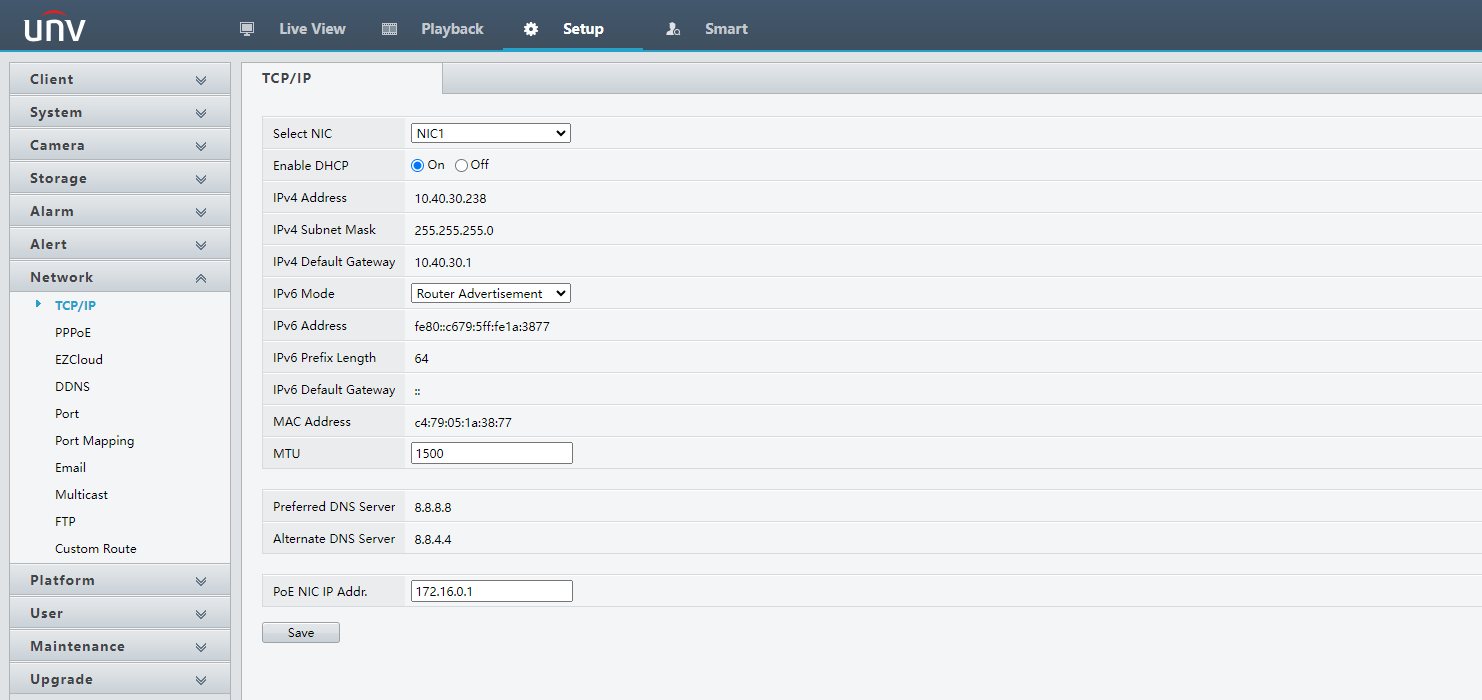 unv Live View Playback Setup Smart
Client
System
Camera
Storage
Alarm
Alert
Network
TCP/IP
PPPoE
EZCloud
DDNS
Port
Port Mapping
Email
Multicast
FTP
Custom Route
Platform
User
Maintenance
Upgrade
TCP/IP
Select NIC NIC1
Enable DHCP On Off
IPv4 Address 10.40.30.238
IPv4 Subnet Mask 255.255.255.0
IPv4 Default Gateway 10.40.30.1
IPv6 Mode Router Advertisement
IPv6 Address fe80::c679:5ff:fe1a:3877
IPv6 Prefix Length 64
IPv6 Default Gateway ::
MAC Address c4:79:05:1a:38:77
MTU 1500
Preferred DNS Server 8.8.8.8
Alternate DNS Server 8.8.4.4
PoE NIC IP Addr. 172.16.0.1
Save